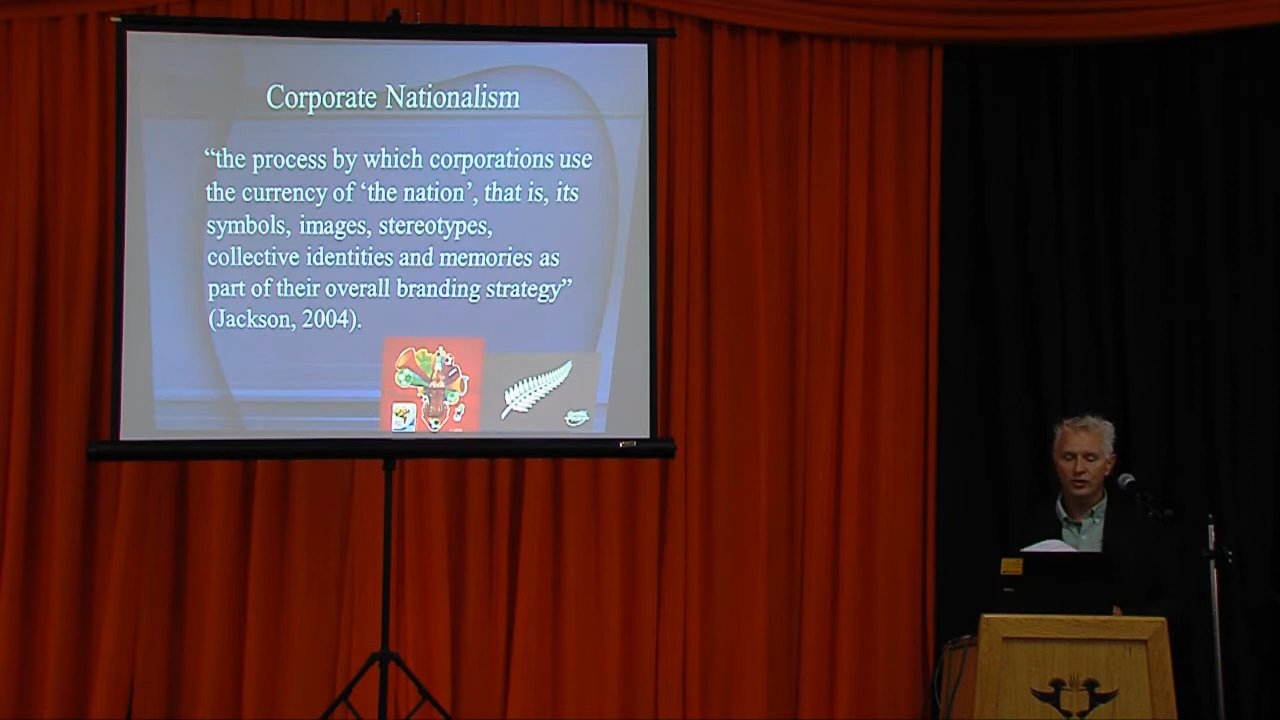 Corporate Nationalism
“the process by which corporations use
the currency of ‘the nation’, that is, its
symbols, images, stereotypes,
collective identities and memories as
part of their overall branding strategy”
(Jackson, 2004).